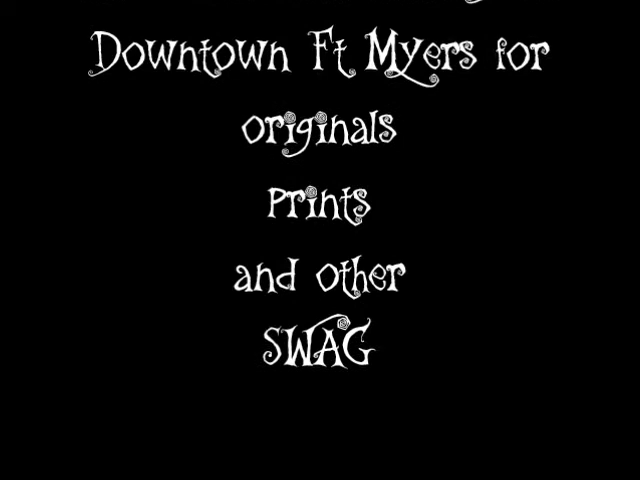 Downtown Ft Myers for
originals
prints
and other
SWAG